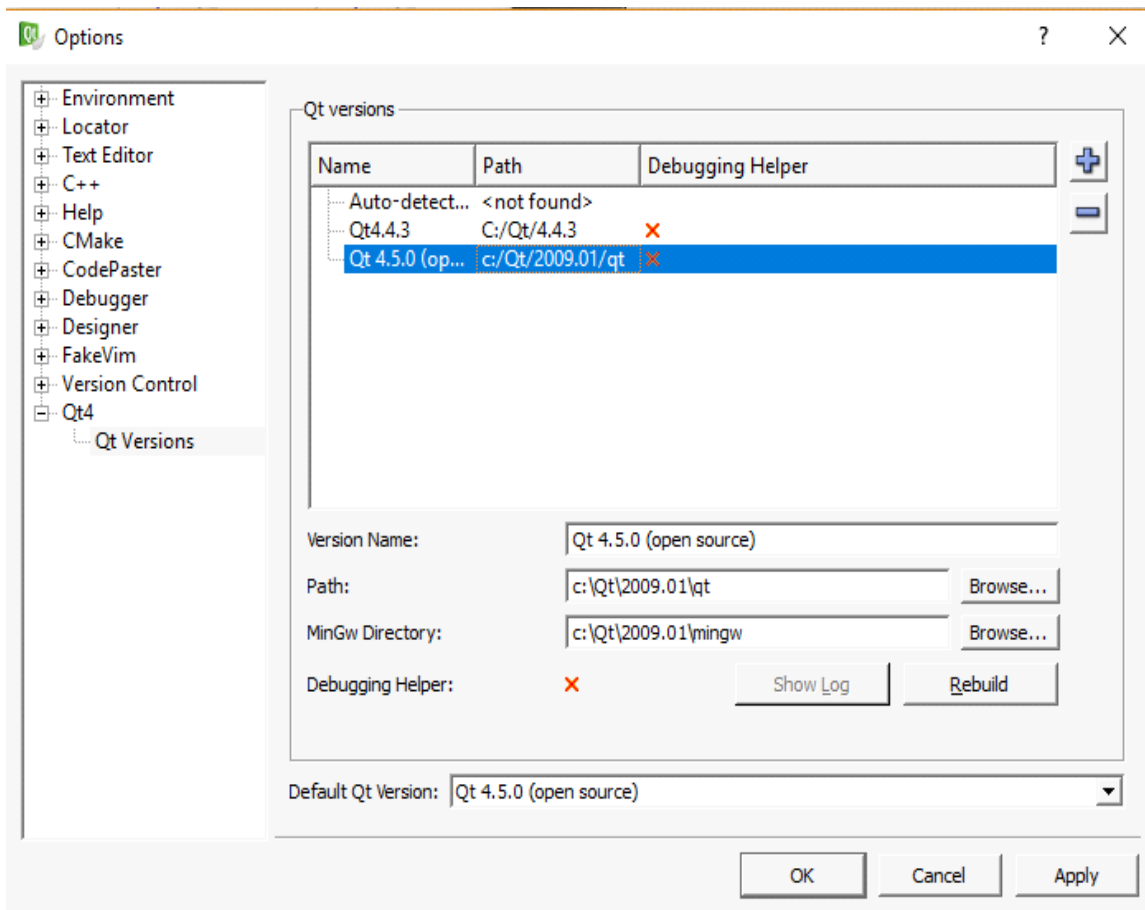 Options ?
Environment
Locator
Text Editor
C++
Help
CMake
CodePaster
Debugger
Designer
FakeVim
Version Control
Qt4
Qt Versions
Qt versions
Name Path Debugging Helper
Auto-detect... <not found>
Qt4.4.3 C:/Qt/4.4.3
Qt 4.5.0 (op... c:/Qt/2009.01/qt
Version Name: Qt 4.5.0 (open source)
Path: c:\Qt\2009.01\qt Browse...
MinGw Directory: c:\Qt\2009.01\mingw Browse...
Debugging Helper: Show Log Rebuild
Default Qt Version: Qt 4.5.0 (open source)
OK Cancel Apply